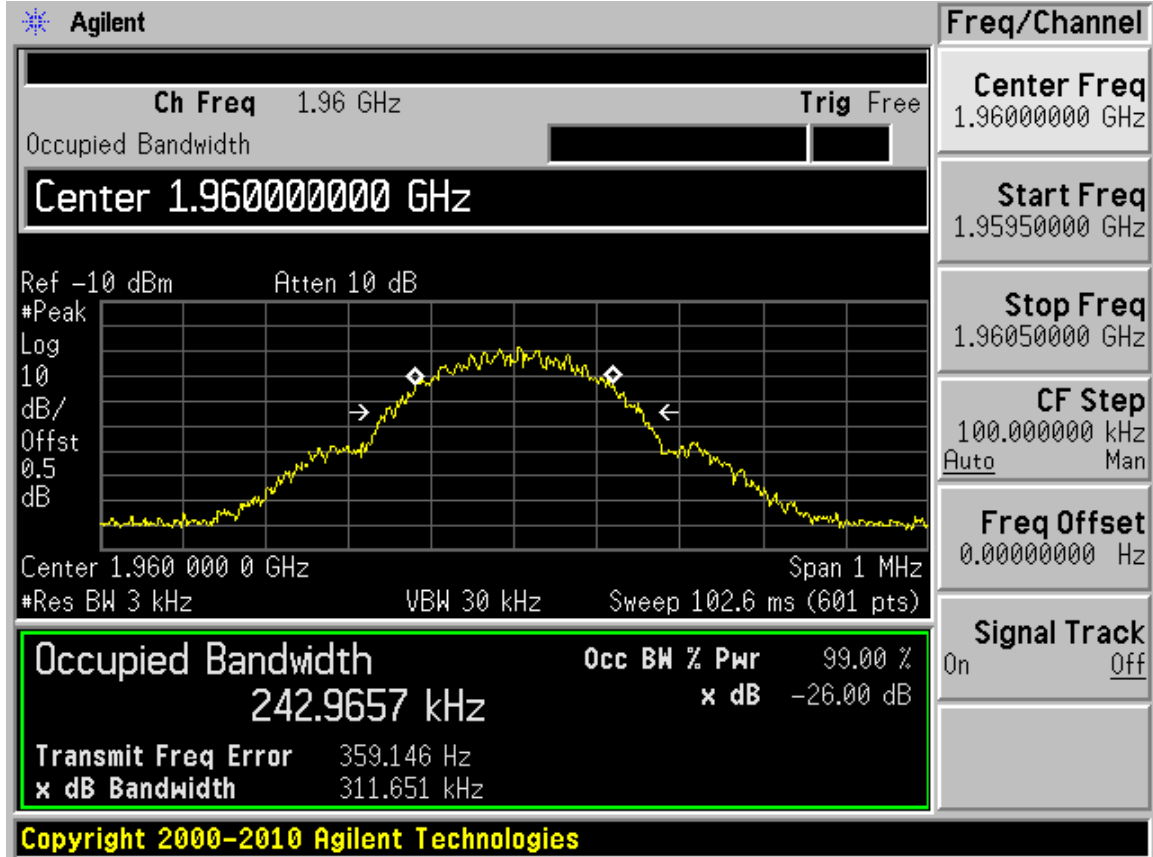 Agilent
Freq/Channel
Ch Freq 1.96 GHz Trig Free
Occupied Bandwidth
Center 1.960000000 GHz
Ref -10 dBm Atten 10 dB
#Peak
Log
10
dB/
Offst
0.5
dB
Center 1.960 000 0 GHz Span 1 MHz
#Res BW 3 kHz VBW 30 kHz Sweep 102.6 ms (601 pts)
Occupied Bandwidth
242.9657 kHz
Occ BW % Pwr 99.00 %
x dB -26.00 dB
Transmit Freq Error 359.146 Hz
x dB Bandwidth 311.651 kHz
Center Freq
1.96000000 GHz
Start Freq
1.95950000 GHz
Stop Freq
1.96050000 GHz
CF Step
100.000000 kHz
Auto Man
Freq Offset
0.00000000 Hz
Signal Track
On Off
Copyright 2000-2010 Agilent Technologies